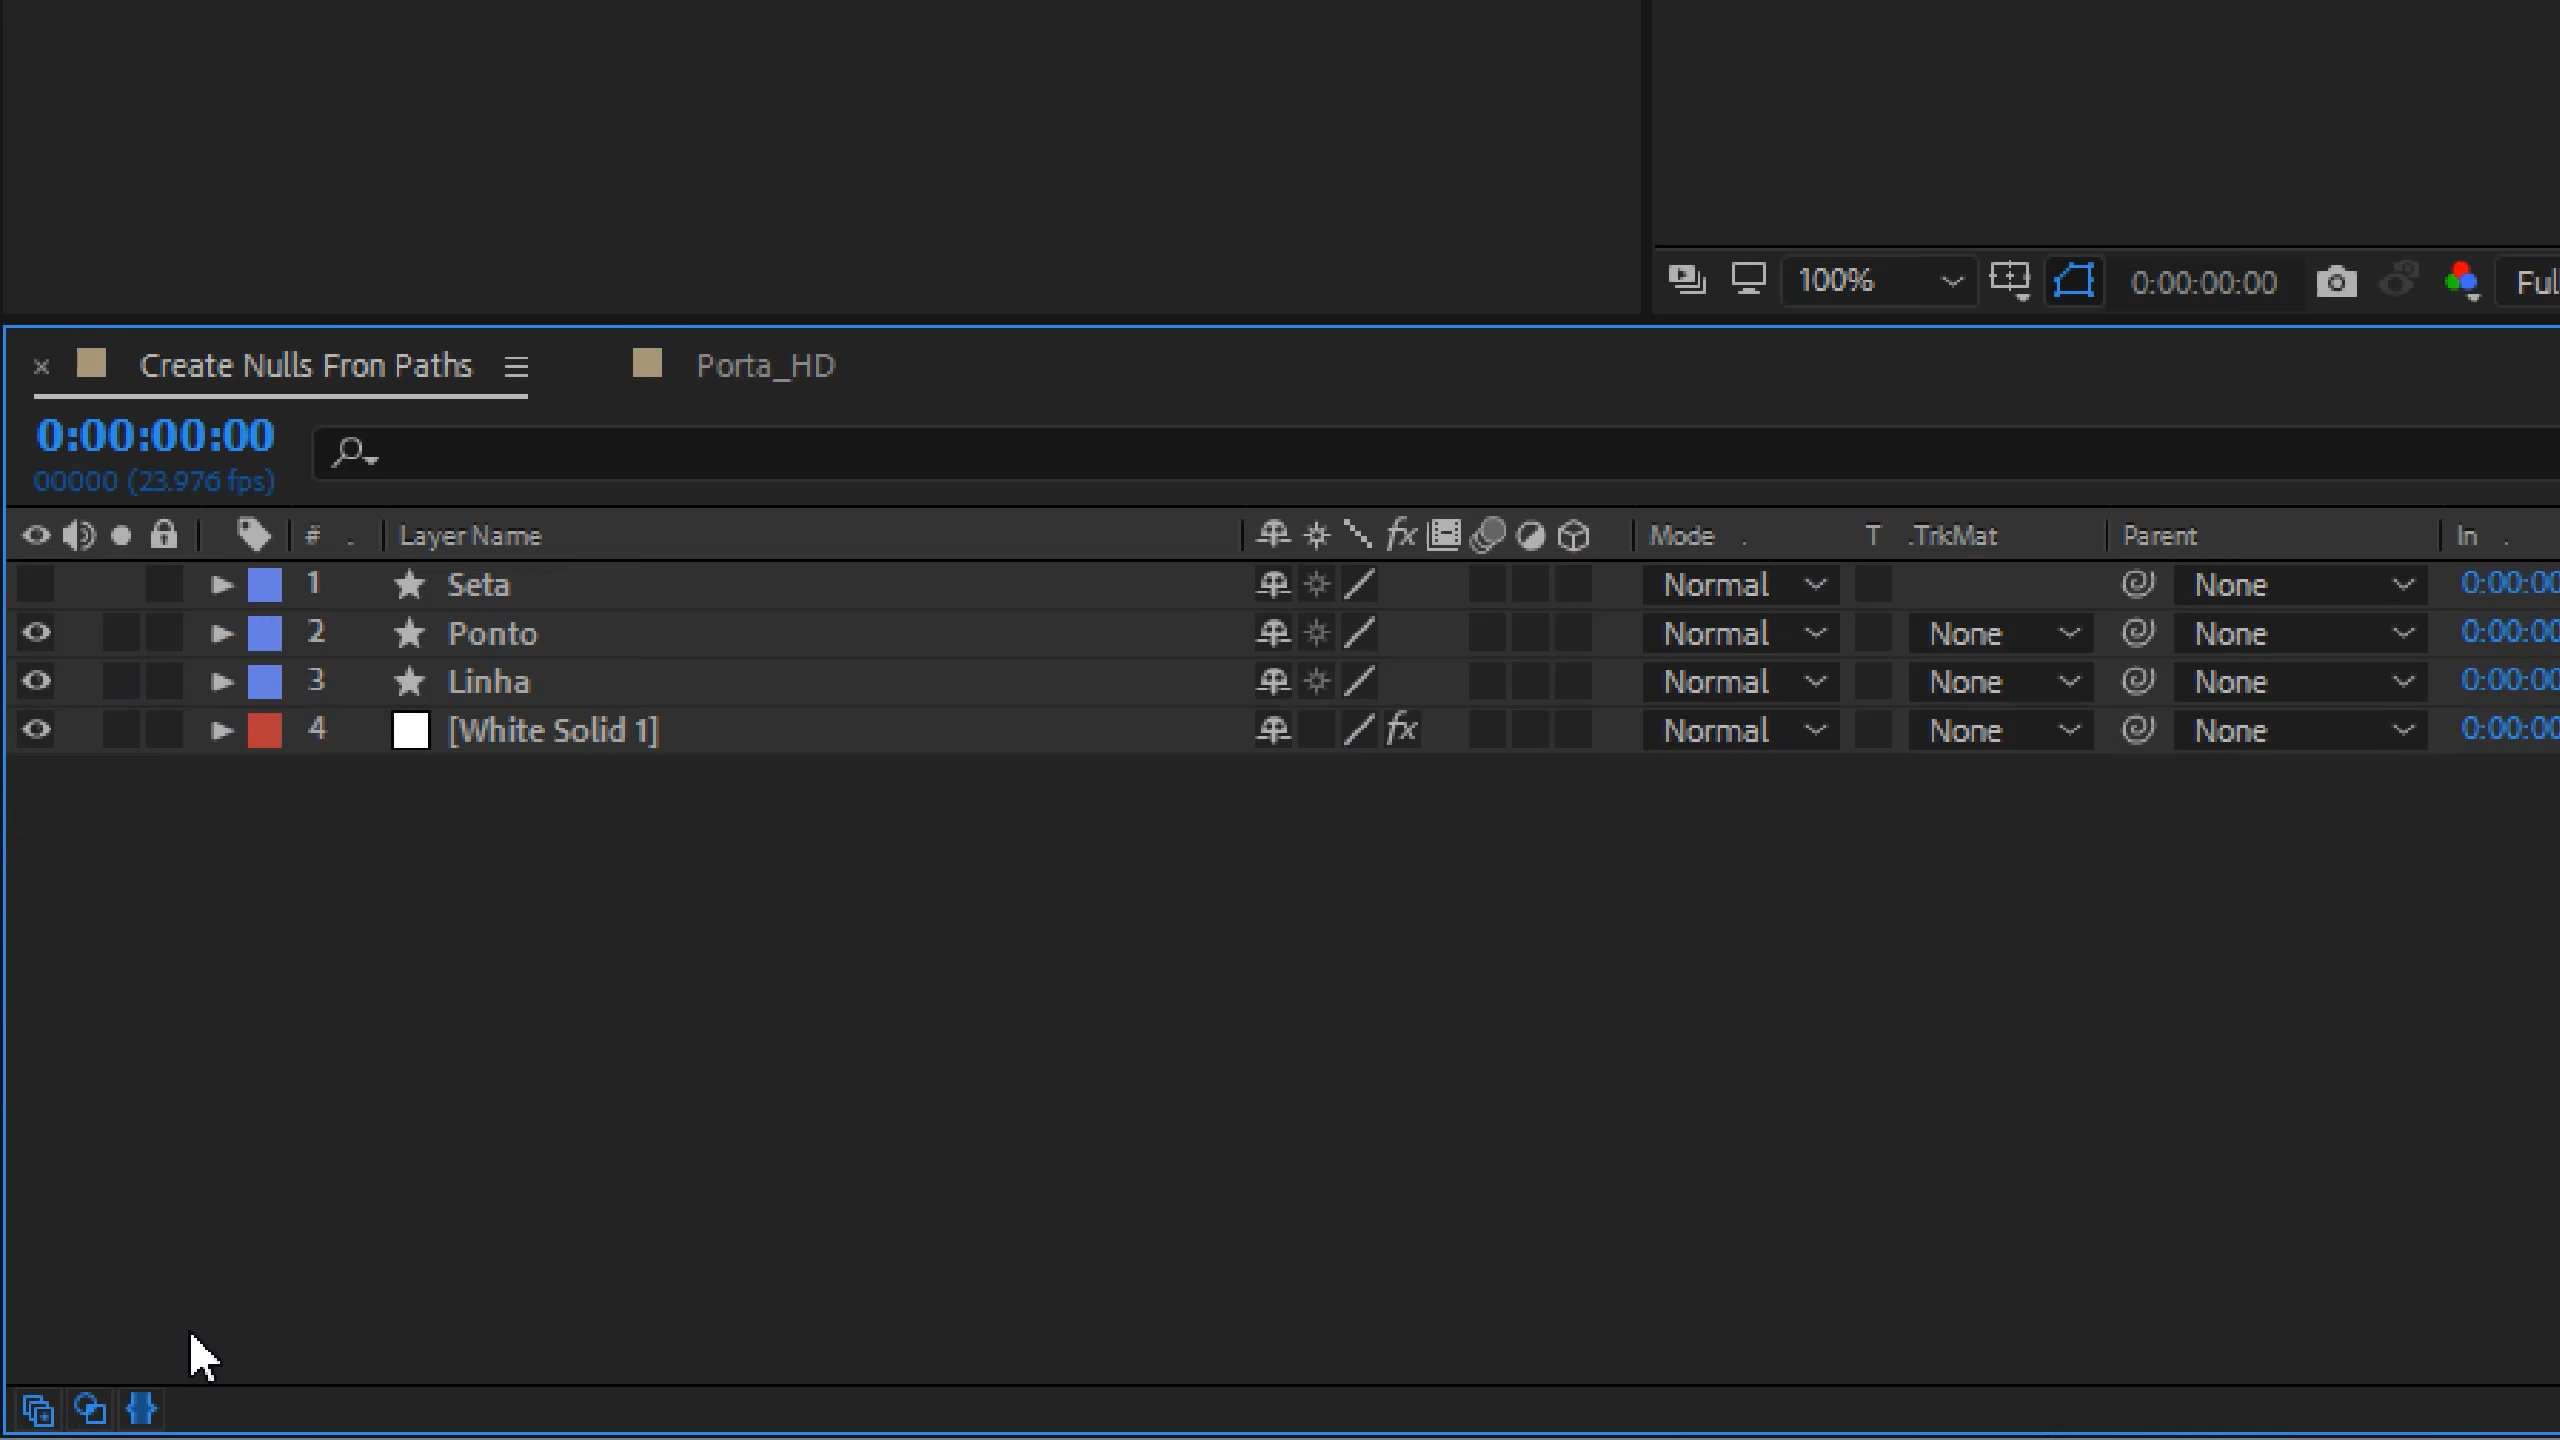 100% 0:00:00:00
Create Nulls Fron Paths Porta_HD
0:00:00:00
00000 (23.976 fps)
# . Layer Name fx Mode . T .TrkMat Parent In .
1 Seta Normal None 0:00:00
2 Ponto Normal None None 0:00:00
3 Linha Normal None None 0:00:00
4 [White Solid 1] fx Normal None None 0:00:00